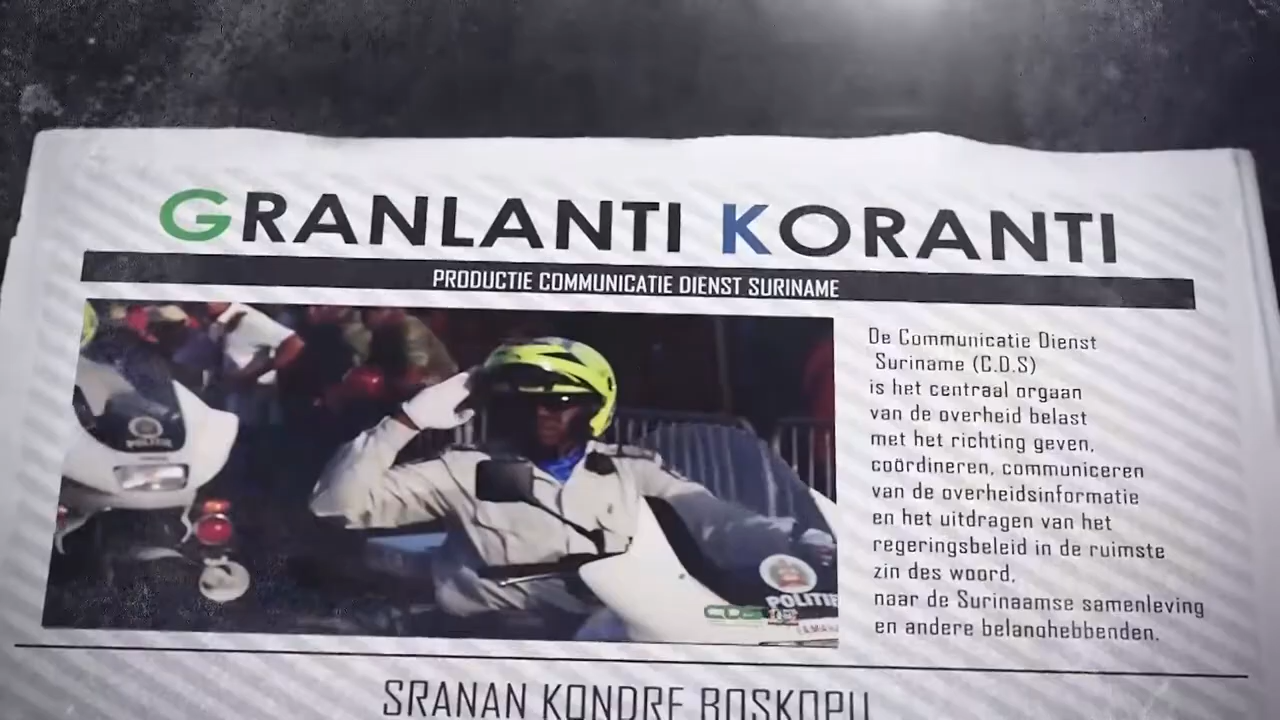 GRANLANTI KORANTI
PRODUCTIE COMMUNICATIE DIENST SURINAME
De Communicatie Dienst
Suriname (C.D.S)
is het centraal orgaan
van de overheid belast
met het richting geven,
coördineren, communiceren
van de overheidsinformatie
en het uitdragen van het
regeringsbeleid in de ruimste
zin des woord,
naar de Surinaamse samenleving
en andere belanghebbenden.
POLITIE
POLITIE
CDS
SRANAN KONDRE BOSKOPU